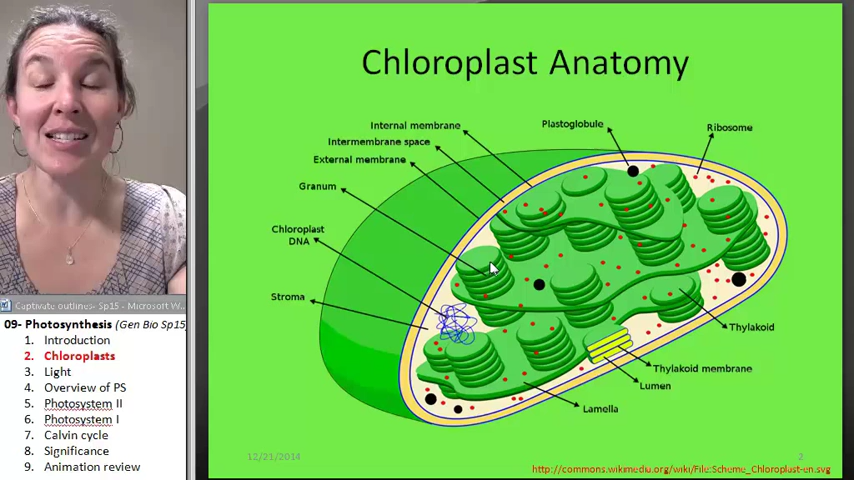 Chloroplast Anatomy
Internal membrane
Intermembrane space
External membrane
Granum
Chloroplast
DNA
Stroma
Plastoglobule
Ribosome
Thylakoid
Thylakoid membrane
Lumen
Lamella
12/21/2014
2
http://commons.wikimedia.org/wiki/File:Scheme_Chloroplast-en.svg
Captivate outlines- Sp15 - Microsoft W...
09- Photosynthesis (Gen Bio Sp15)
1. Introduction
2. Chloroplasts
3. Light
4. Overview of PS
5. Photosystem II
6. Photosystem I
7. Calvin cycle
8. Significance
9. Animation review